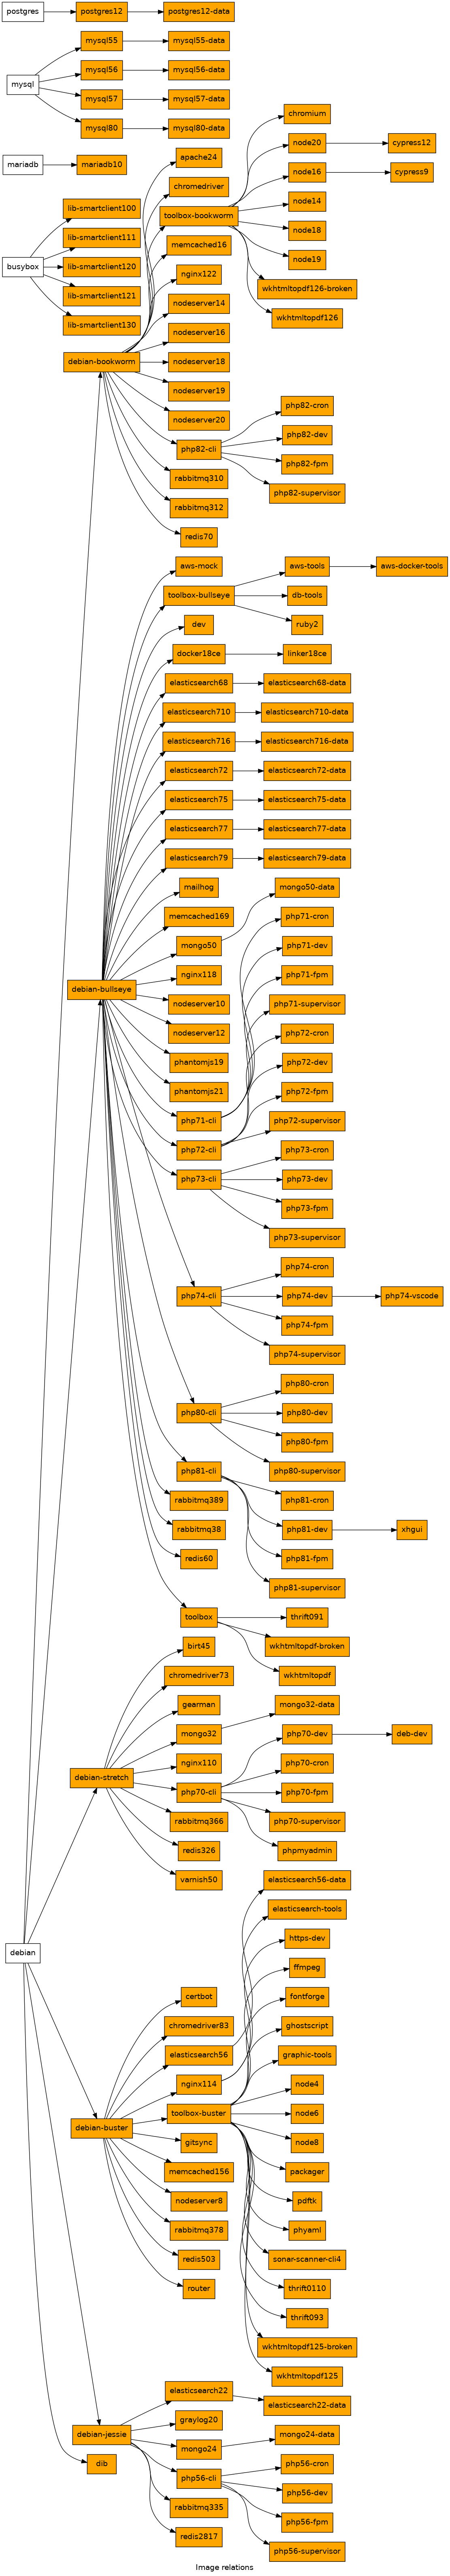 postgres
postgres12
postgres12-data
mysql
mysql55
mysql55-data
mysql56
mysql56-data
mysql57
mysql57-data
mysql80
mysql80-data
mariadb
mariadb10
busybox
lib-smartclient100
lib-smartclient111
lib-smartclient120
lib-smartclient121
lib-smartclient130
debian
debian-bookworm
apache24
chromedriver
toolbox-bookworm
chromium
node20
cypress12
node16
cypress9
node14
node18
node19
wkhtmltopdf126-broken
wkhtmltopdf126
memcached16
nginx122
nodeserver14
nodeserver16
nodeserver18
nodeserver19
nodeserver20
php82-cli
php82-cron
php82-dev
php82-fpm
php82-supervisor
rabbitmq310
rabbitmq312
redis70
debian-bullseye
aws-mock
toolbox-bullseye
aws-tools
aws-docker-tools
db-tools
ruby2
dev
docker18ce
linker18ce
elasticsearch68
elasticsearch68-data
elasticsearch710
elasticsearch710-data
elasticsearch716
elasticsearch716-data
elasticsearch72
elasticsearch72-data
elasticsearch75
elasticsearch75-data
elasticsearch77
elasticsearch77-data
elasticsearch79
elasticsearch79-data
mailhog
memcached169
mongo50
mongo50-data
nginx118
nodeserver10
nodeserver12
phantomjs19
phantomjs21
php71-cli
php71-cron
php71-dev
php71-fpm
php71-supervisor
php72-cli
php72-cron
php72-dev
php72-fpm
php72-supervisor
php73-cli
php73-cron
php73-dev
php73-fpm
php73-supervisor
php74-cli
php74-cron
php74-dev
php74-vscode
php74-fpm
php74-supervisor
php80-cli
php80-cron
php80-dev
php80-fpm
php80-supervisor
php81-cli
php81-cron
php81-dev
xhgui
php81-fpm
php81-supervisor
rabbitmq389
rabbitmq38
redis60
toolbox
thrift091
wkhtmltopdf-broken
wkhtmltopdf
debian-stretch
birt45
chromedriver73
gearman
mongo32
mongo32-data
nginx110
php70-cli
php70-dev
deb-dev
php70-cron
php70-fpm
php70-supervisor
phpmyadmin
rabbitmq366
redis326
varnish50
debian-buster
certbot
chromedriver83
elasticsearch56
elasticsearch56-data
nginx114
https-dev
toolbox-buster
elasticsearch-tools
ffmpeg
fontforge
ghostscript
graphic-tools
node4
node6
node8
packager
pdftk
phyaml
sonar-scanner-cli4
thrift0110
thrift093
wkhtmltopdf125-broken
wkhtmltopdf125
gitsync
memcached156
nodeserver8
rabbitmq378
redis503
router
debian-jessie
elasticsearch22
elasticsearch22-data
graylog20
mongo24
mongo24-data
php56-cli
php56-cron
php56-dev
php56-fpm
php56-supervisor
rabbitmq335
redis2817
dib
Image relations